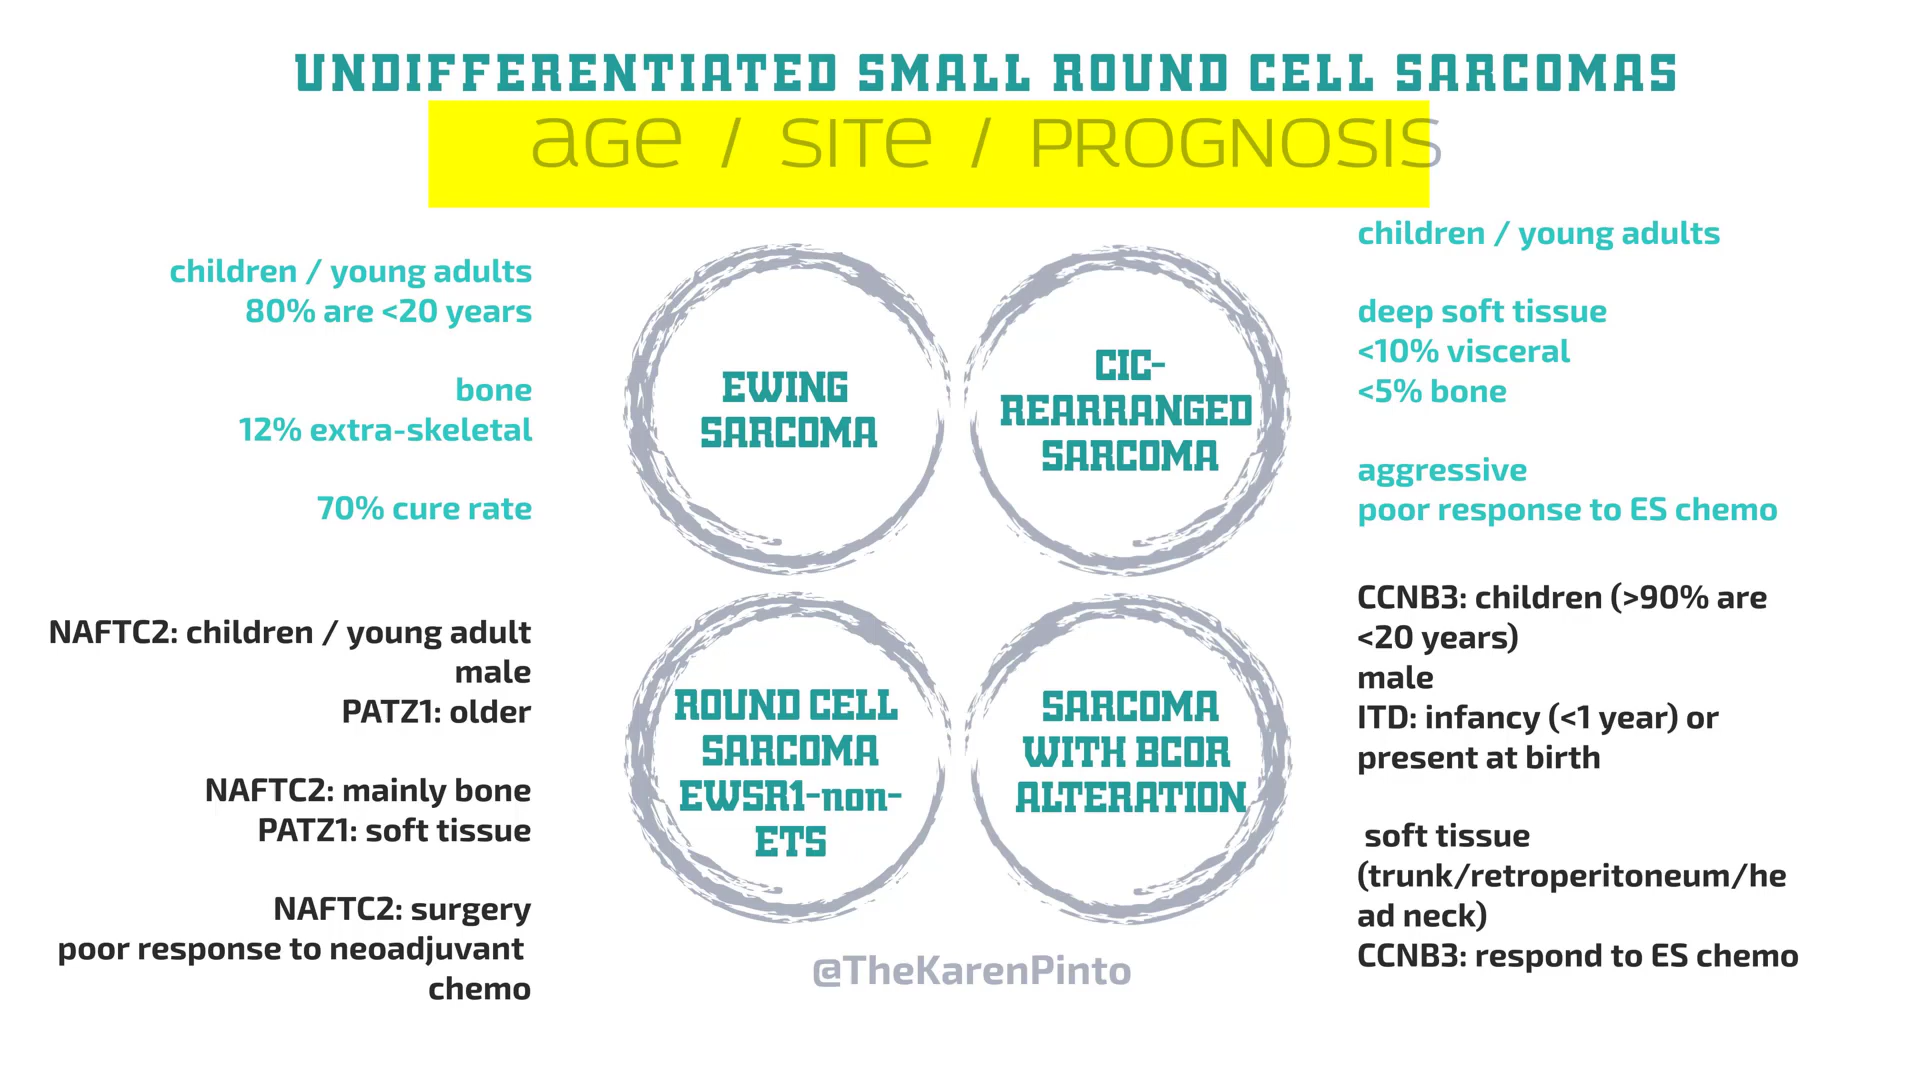 UNDIFFERENTIATED SMALL ROUND CELL SARCOMAS
aGe / SITe / PROGNOSIS
children / young adults
80% are <20 years
bone
12% extra-skeletal
70% cure rate
EWING
SARCOMA
CIC-
REARRANGED
SARCOMA
children / young adults
deep soft tissue
<10% visceral
<5% bone
aggressive
poor response to ES chemo
NAFTC2: children / young adult
male
PATZ1: older
NAFTC2: mainly bone
PATZ1: soft tissue
NAFTC2: surgery
poor response to neoadjuvant
chemo
ROUND CELL
SARCOMA
EWSR1-non-
ETS
SARCOMA
WITH BCOR
ALTERATION
CCNB3: children (>90% are
<20 years)
male
ITD: infancy (<1 year) or
present at birth
soft tissue
(trunk/retroperitoneum/he
ad neck)
CCNB3: respond to ES chemo
@TheKarenPinto